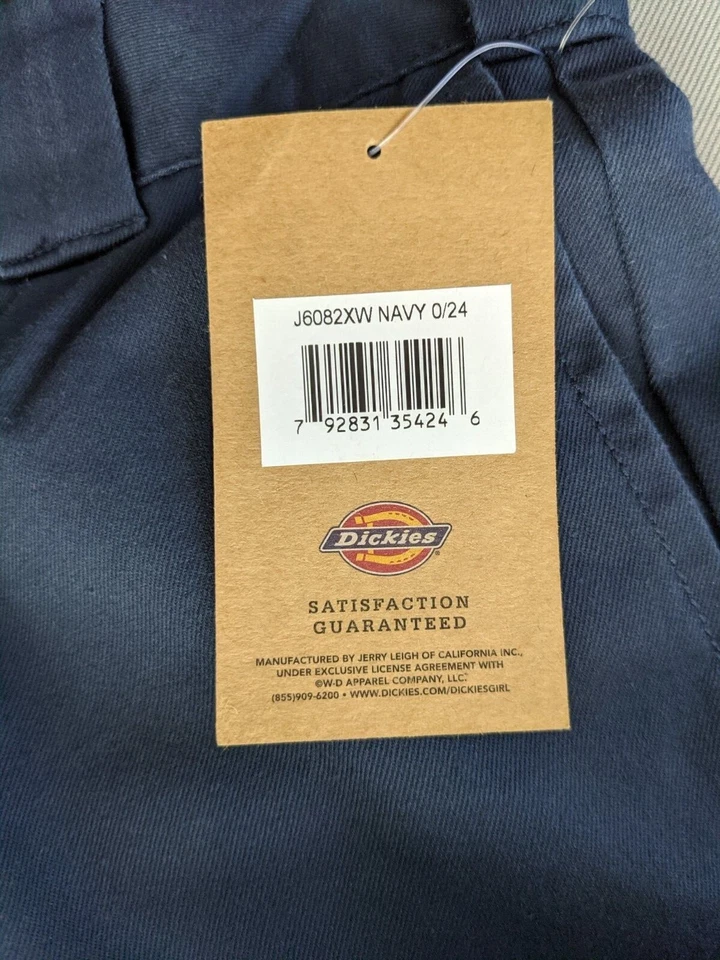 J6082XW NAVY 0/24
7 92831 35424 6
Dickies
SATISFACTION
GUARANTEED
MANUFACTURED BY JERRY LEIGH OF CALIFORNIA INC.,
UNDER EXCLUSIVE LICENSE AGREEMENT WITH
©W-D APPAREL COMPANY, LLC.
(855)909-6200 • WWW.DICKIES.COM/DICKIESGIRL